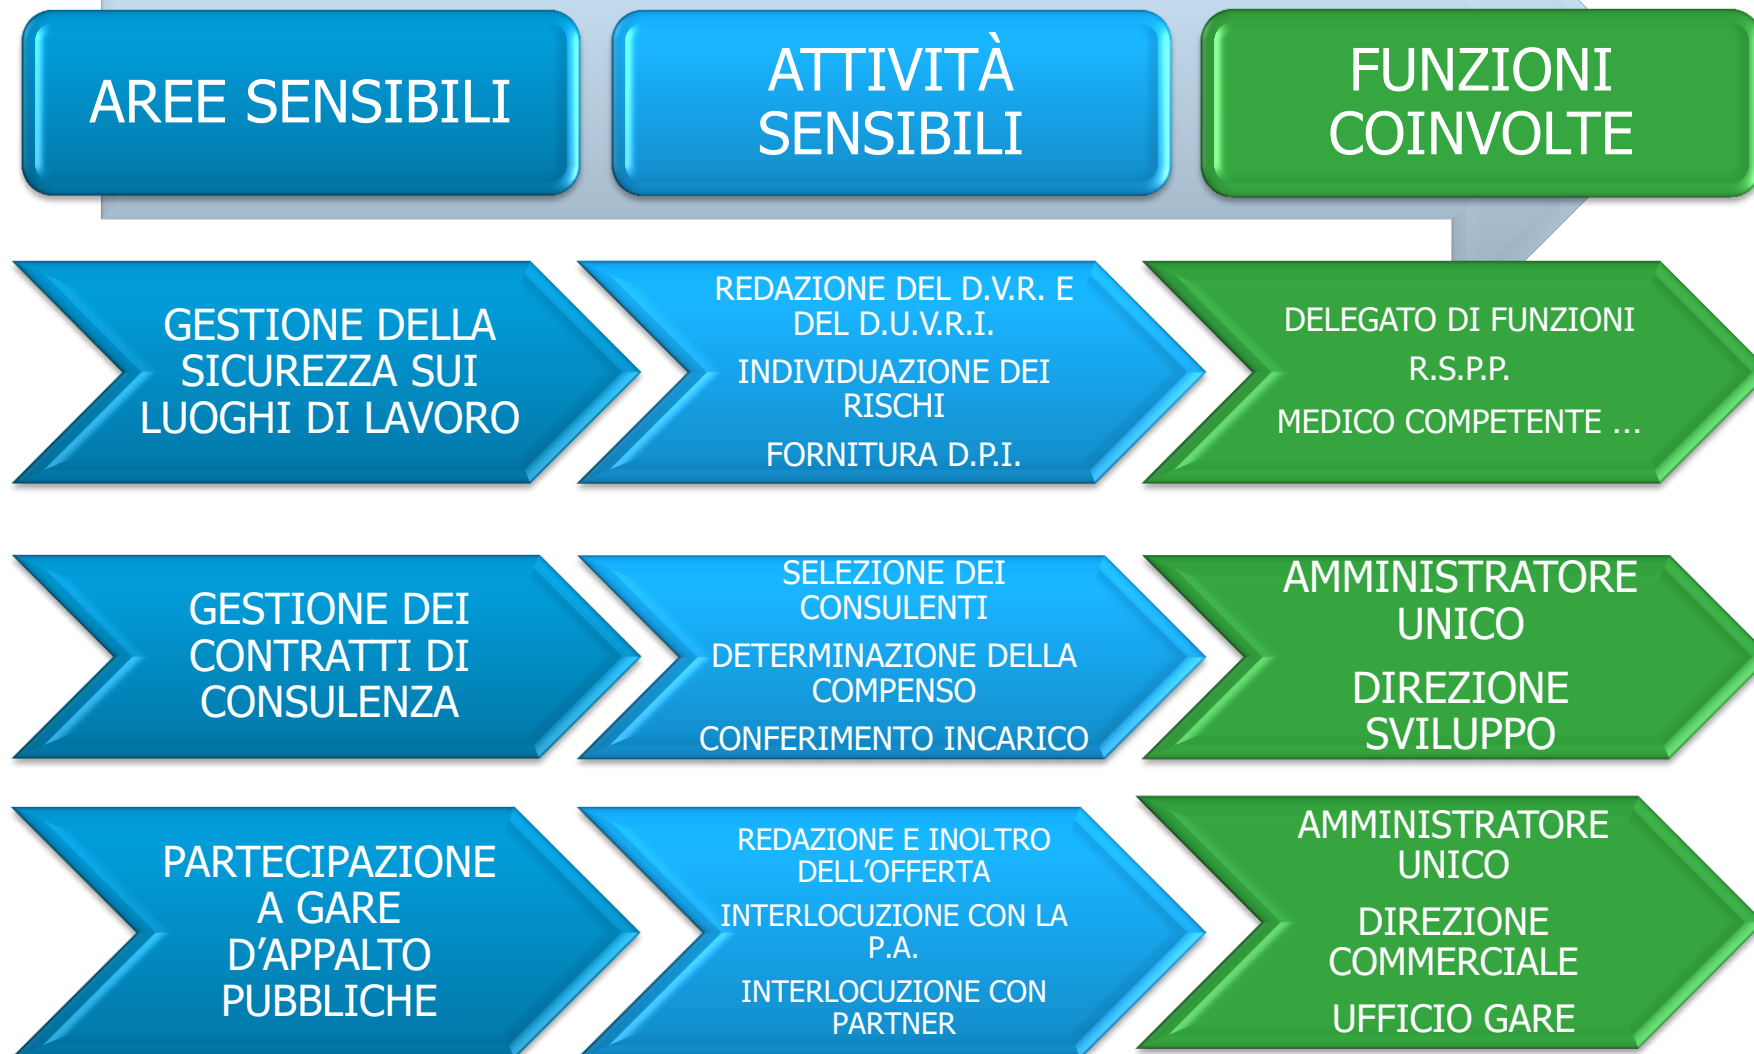 AREE SENSIBILI
ATTIVITÀ
SENSIBILI
FUNZIONI
COINVOLTE
GESTIONE DELLA
SICUREZZA SUI
LUOGHI DI LAVORO
REDAZIONE DEL D.V.R. E
DEL D.U.V.R.I.
INDIVIDUAZIONE DEI
RISCHI
FORNITURA D.P.I.
DELEGATO DI FUNZIONI
R.S.P.P.
MEDICO COMPETENTE ...
GESTIONE DEI
CONTRATTI DI
CONSULENZA
SELEZIONE DEI
CONSULENTI
DETERMINAZIONE DELLA
COMPENSO
CONFERIMENTO INCARICO
AMMINISTRATORE
UNICO
DIREZIONE
SVILUPPO
PARTECIPAZIONE
A GARE
D’APPALTO
PUBBLICHE
REDAZIONE E INOLTRO
DELL’OFFERTA
INTERLOCUZIONE CON LA
P.A.
INTERLOCUZIONE CON
PARTNER
AMMINISTRATORE
UNICO
DIREZIONE
COMMERCIALE
UFFICIO GARE